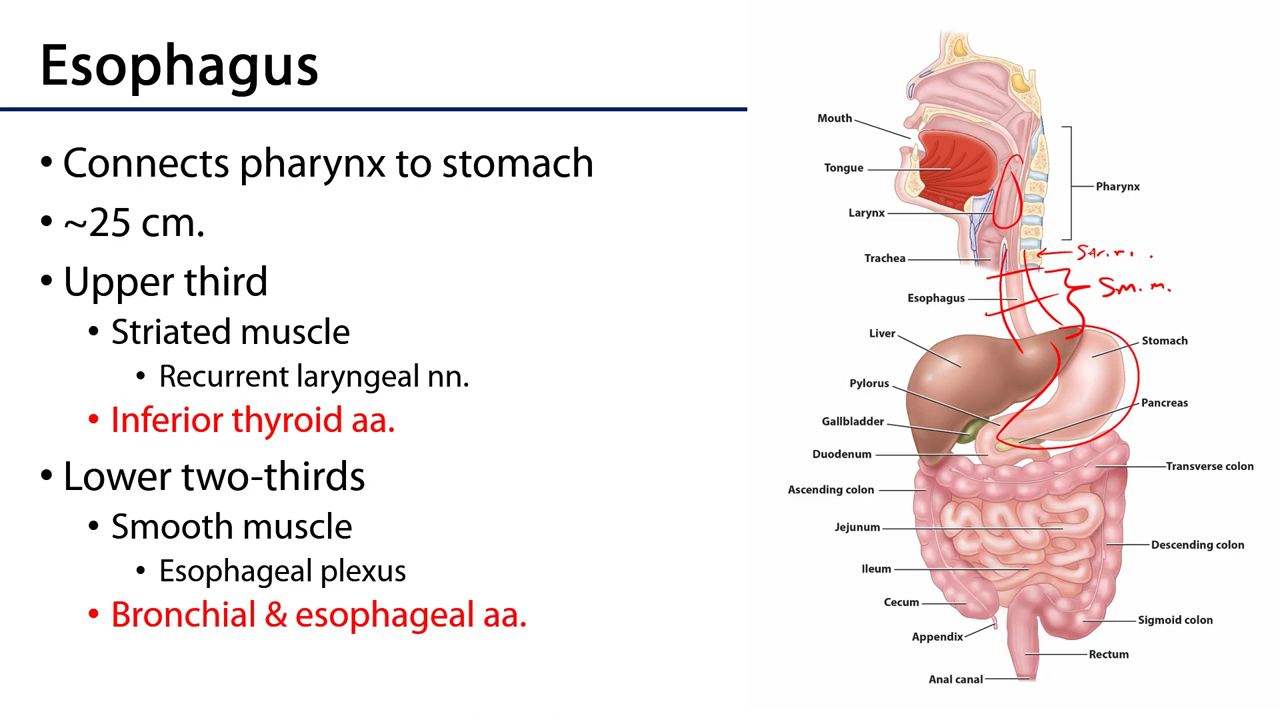 Esophagus
• Connects pharynx to stomach
• ~25 cm.
• Upper third
• Striated muscle
• Recurrent laryngeal nn.
• Inferior thyroid aa.
• Lower two-thirds
• Smooth muscle
• Esophageal plexus
• Bronchial & esophageal aa.
Mouth
Tongue
Pharynx
Larynx
Trachea
Esophagus
Sm. m.
Liver
Stomach
Pylorus
Pancreas
Gallbladder
Duodenum
Transverse colon
Ascending colon
Jejunum
Descending colon
Ileum
Cecum
Sigmoid colon
Appendix
Rectum
Anal canal